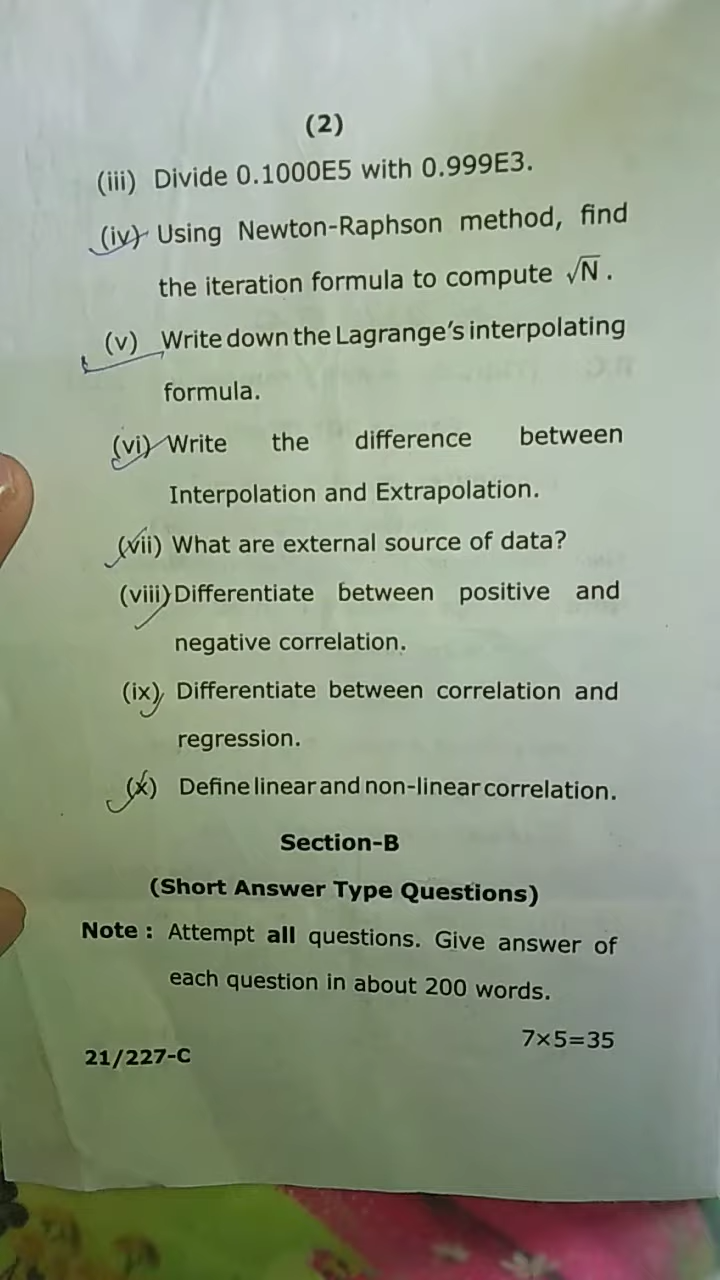 (2)
(iii) Divide 0.1000E5 with 0.999E3.
(iv) Using Newton-Raphson method, find
the iteration formula to compute √N .
(v) Write down the Lagrange's interpolating
formula.
(vi) Write the difference between
Interpolation and Extrapolation.
(vii) What are external source of data?
(viii) Differentiate between positive and
negative correlation.
(ix) Differentiate between correlation and
regression.
(x) Define linear and non-linear correlation.
Section-B
(Short Answer Type Questions)
Note : Attempt all questions. Give answer of
each question in about 200 words.
7×5=35
21/227-C